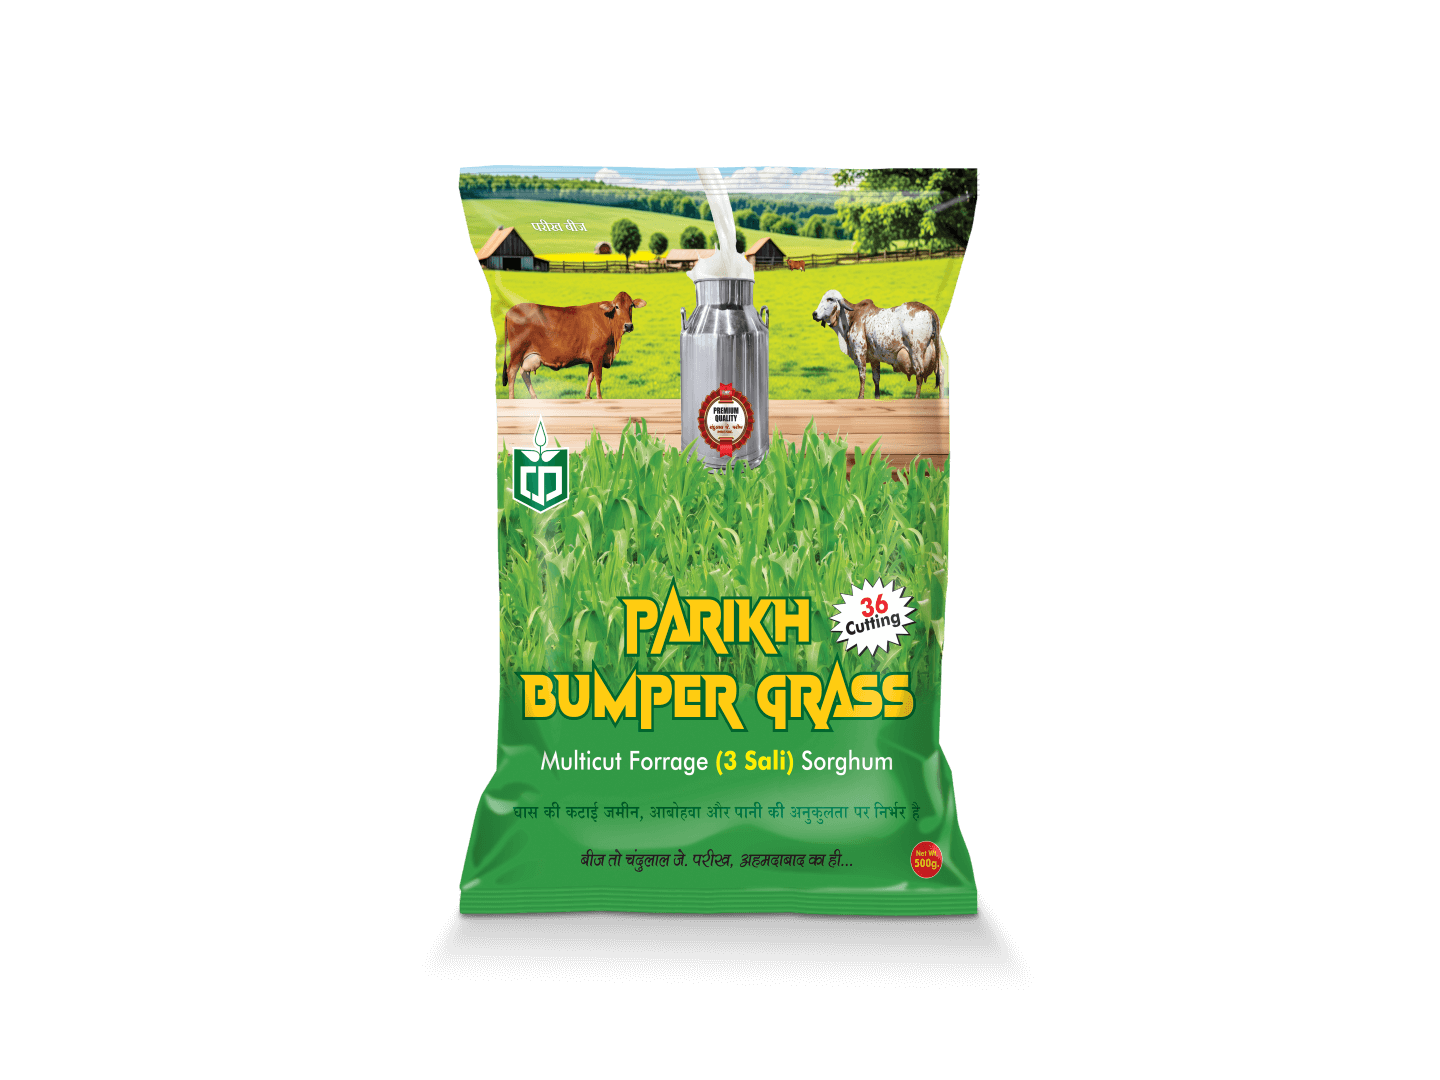 परीख बीज
PREMIUM
QUALITY
36
Cutting
PARIKH
BUMPER GRASS
Multicut Forrage (3 Sali) Sorghum
घास की कटाई जमीन, आबोहवा और पानी की अनुकुलता पर निर्भर है
बीज तो चंदुलाल जे. परीख, अहमदाबाद का ही...
Net Wt.
500g.